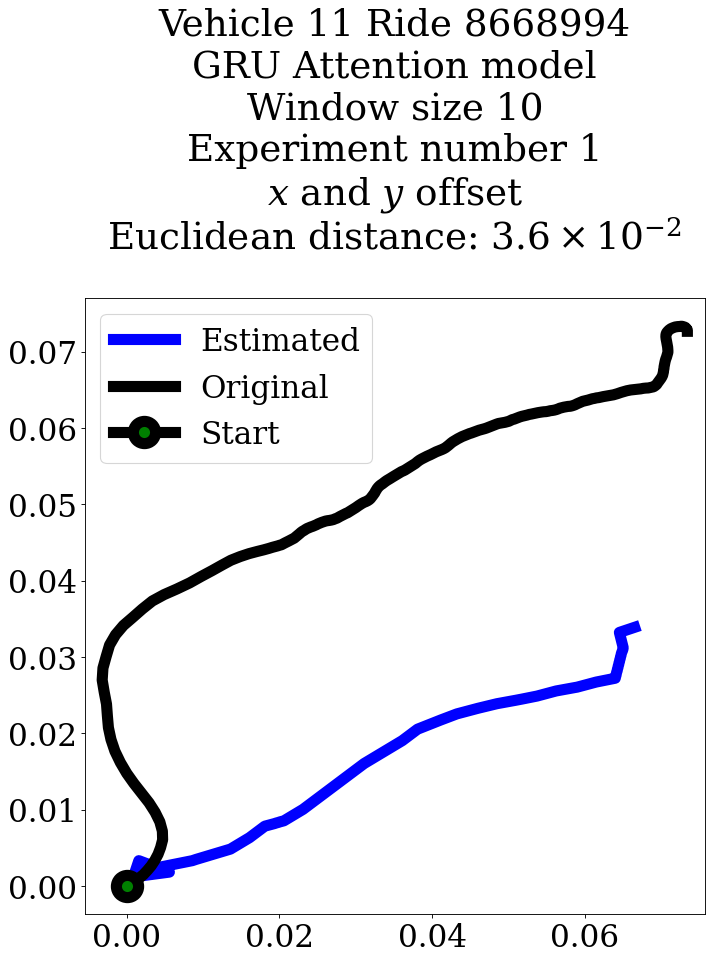 Vehicle 11 Ride 8668994
GRU Attention model
Window size 10
Experiment number 1
x and y offset
Euclidean distance: 3.6 × 10⁻²
Estimated
Original
Start
0.07
0.06
0.05
0.04
0.03
0.02
0.01
0.00
0.00 0.02 0.04 0.06